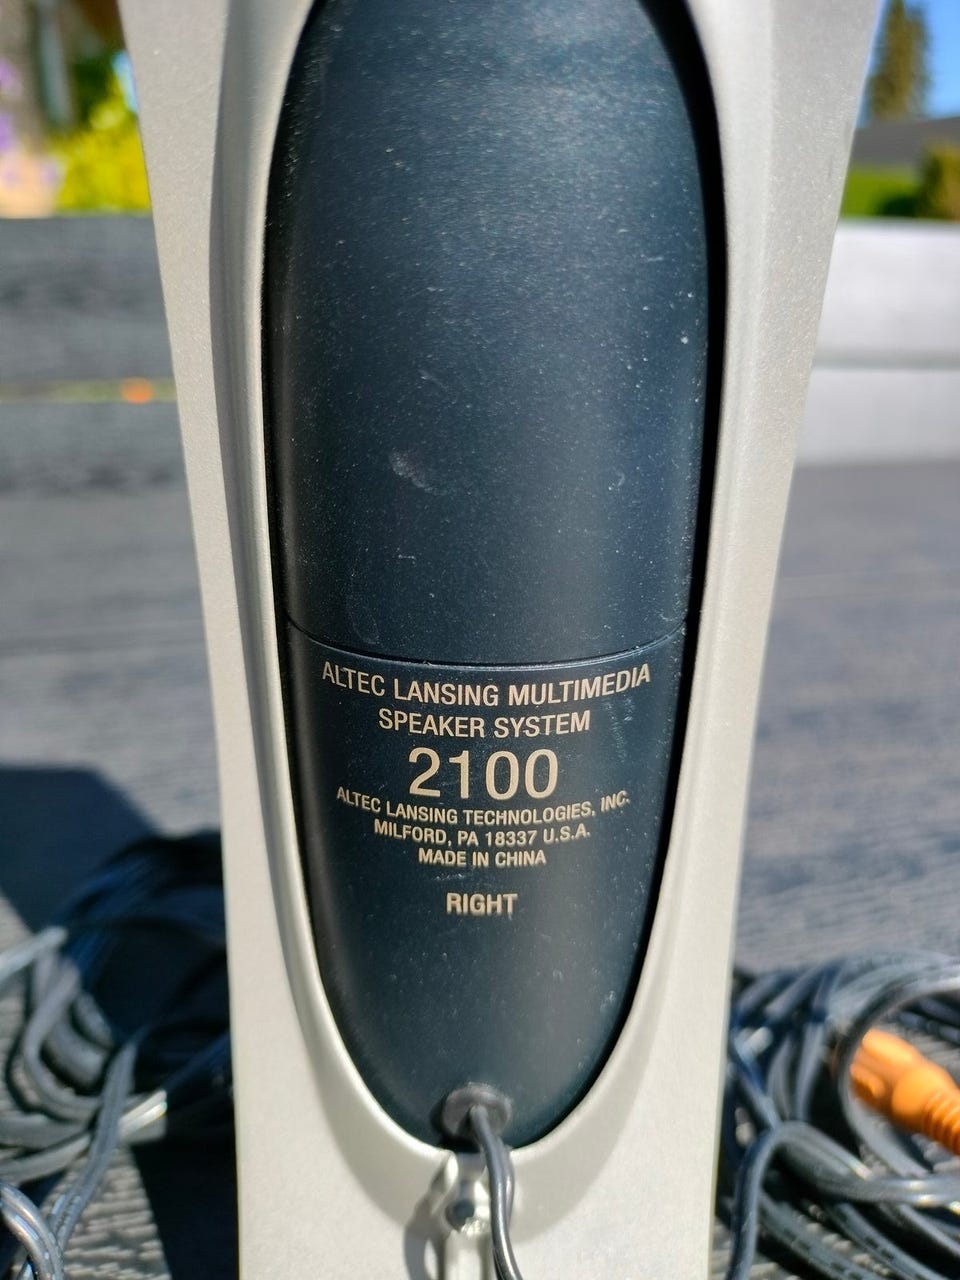 ALTEC LANSING MULTIMEDIA
SPEAKER SYSTEM
2100
ALTEC LANSING TECHNOLOGIES, INC.
MILFORD, PA 18337 U.S.A.
MADE IN CHINA
RIGHT